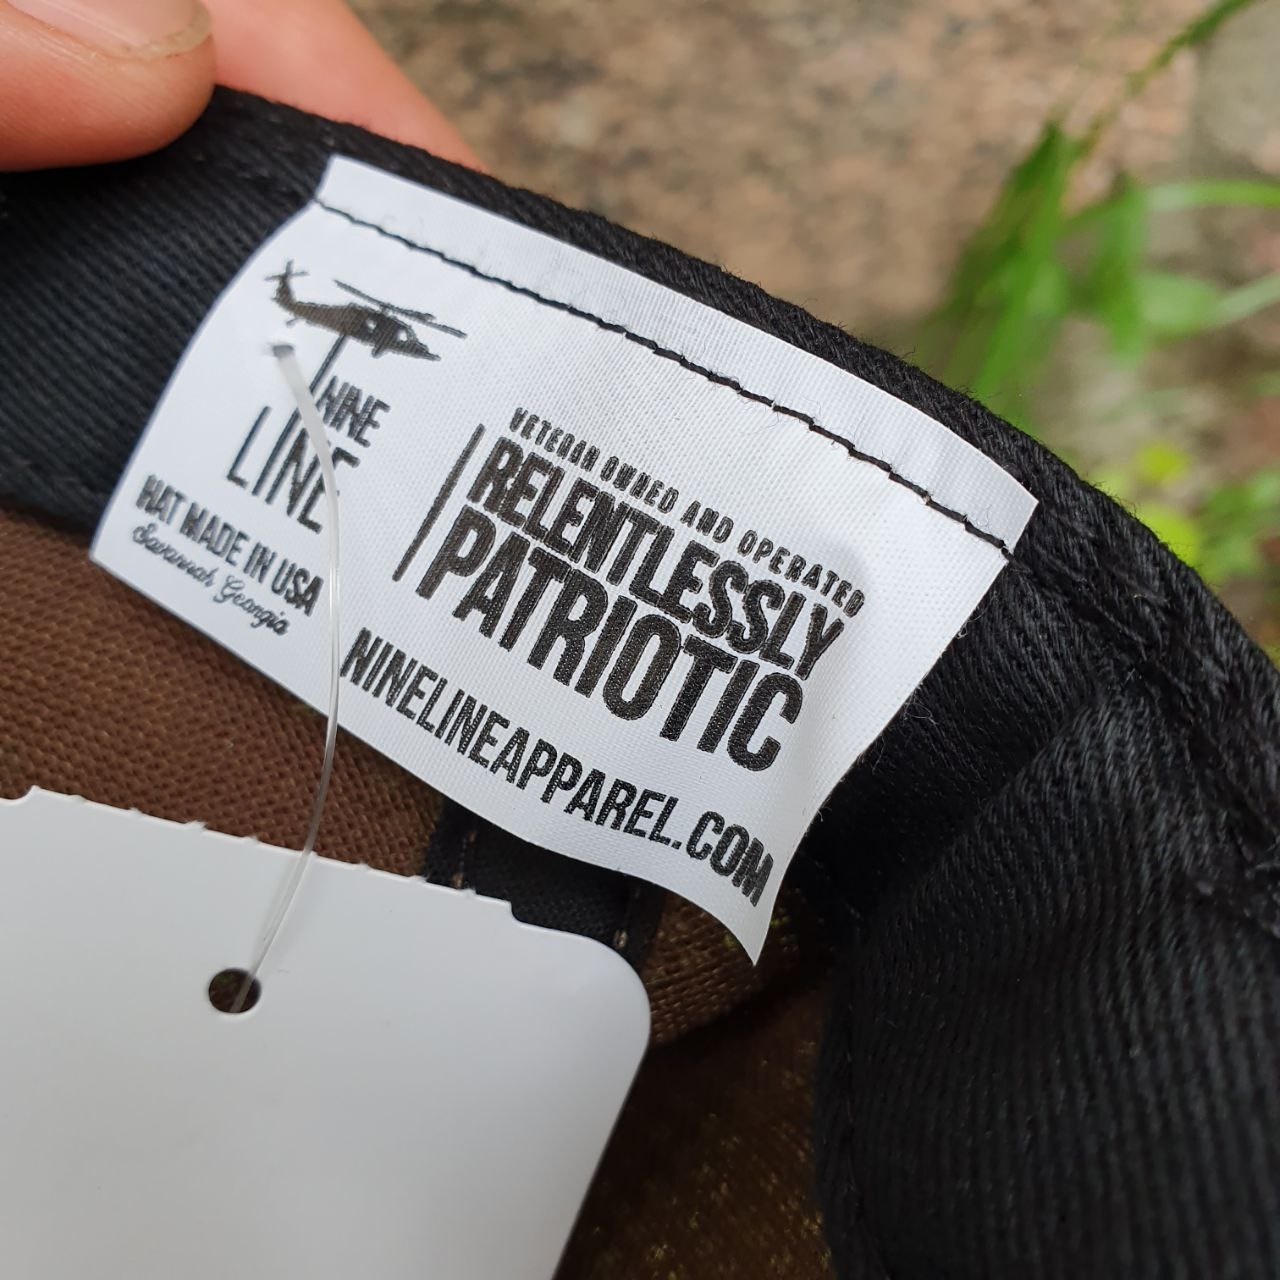 NINE
LINE
HAT MADE IN USA
Savannah Georgia
VETERAN OWNED AND OPERATED
RELENTLESSLY
PATRIOTIC
NINELINEAPPAREL.COM